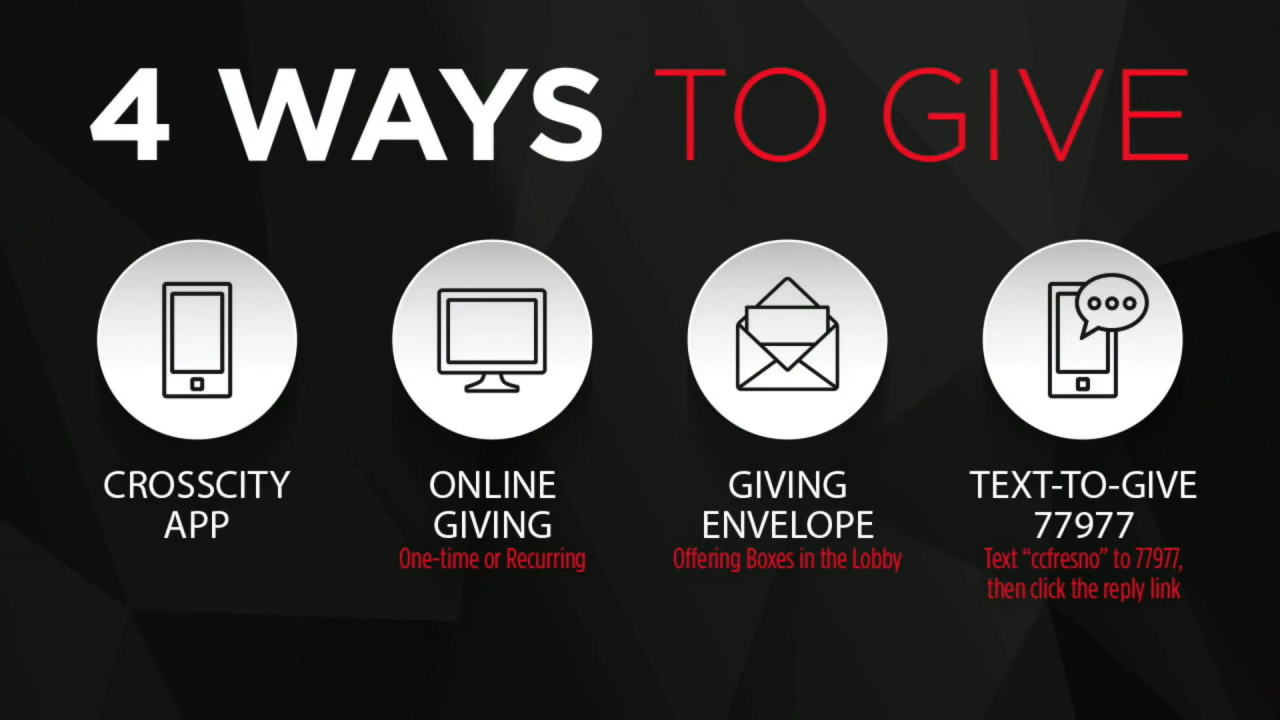 4 WAYS TO GIVE
CROSSCITY
APP
ONLINE
GIVING
One-time or Recurring
GIVING
ENVELOPE
Offering Boxes in the Lobby
TEXT-TO-GIVE
77977
Text “ccfresno” to 77977,
then click the reply link